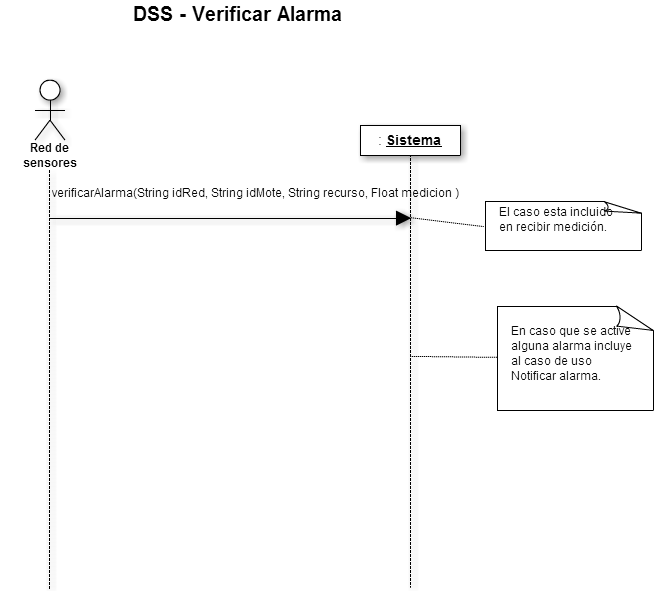 DSS - Verificar Alarma
Red de
sensores
: Sistema
verificarAlarma(String idRed, String idMote, String recurso, Float medicion )
El caso esta incluido
en recibir medición.
En caso que se active
alguna alarma incluye
al caso de uso
Notificar alarma.